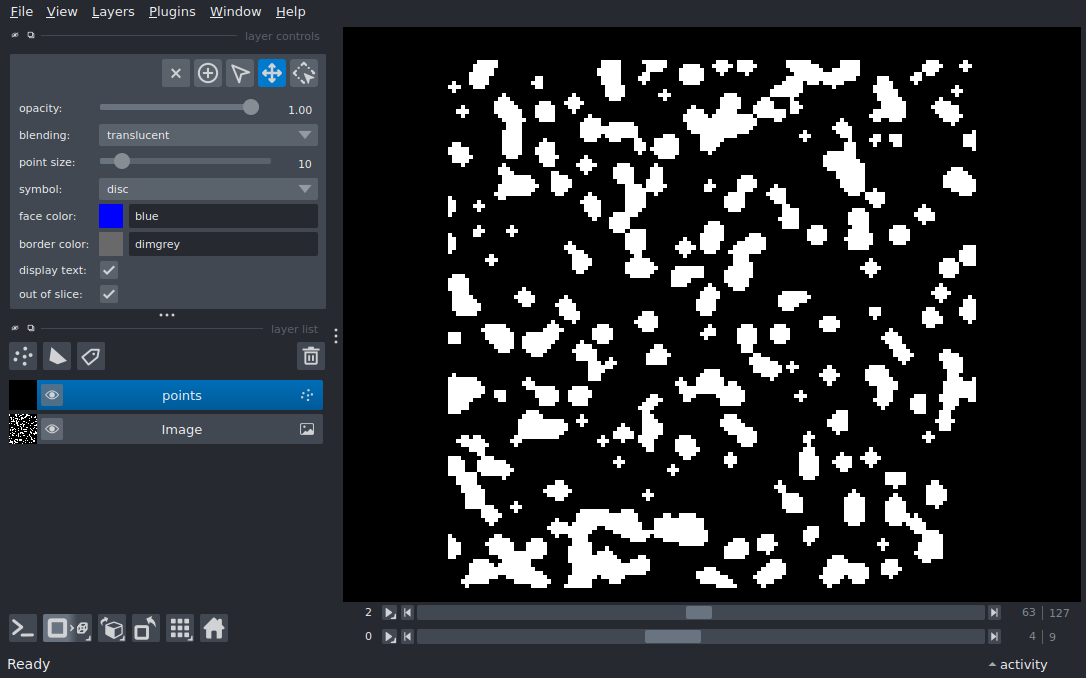 File View Layers Plugins Window Help
layer controls
opacity: 1.00
blending: translucent
point size: 10
symbol: disc
face color: blue
border color: dimgrey
display text:
out of slice:
layer list
points
Image
2 63 127
0 4 9
Ready activity